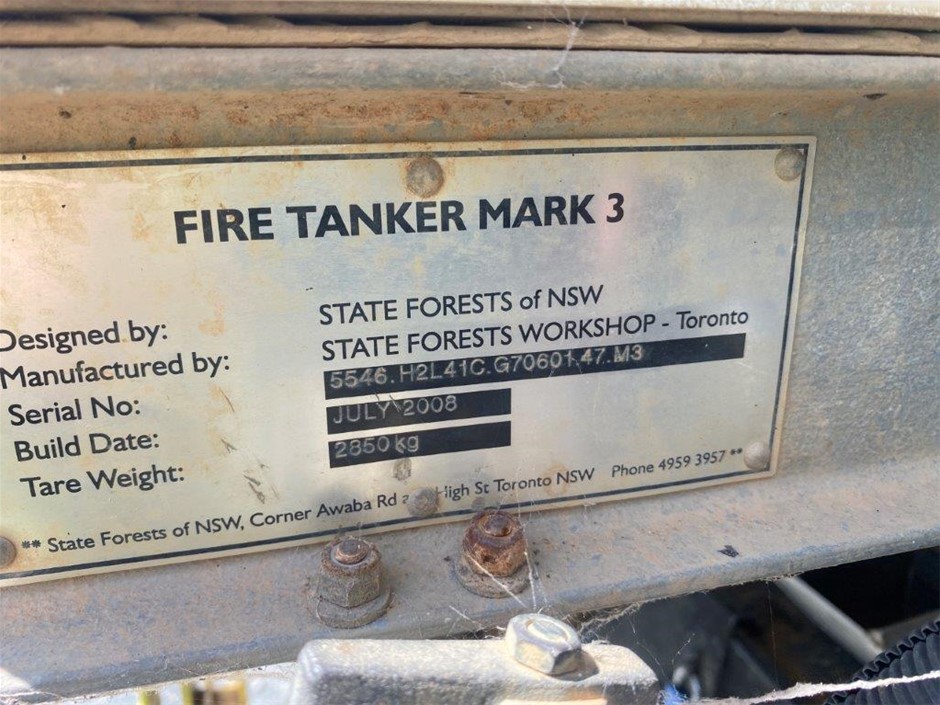 FIRE TANKER MARK 3
Designed by: STATE FORESTS of NSW
Manufactured by: STATE FORESTS WORKSHOP - Toronto
Serial No: 5546.H2L41C.G70601.47.M3
Build Date: JULY 2008
Tare Weight: 2850kg
** State Forests of NSW, Corner Awaba Rd High St Toronto NSW Phone 4959 3957 **